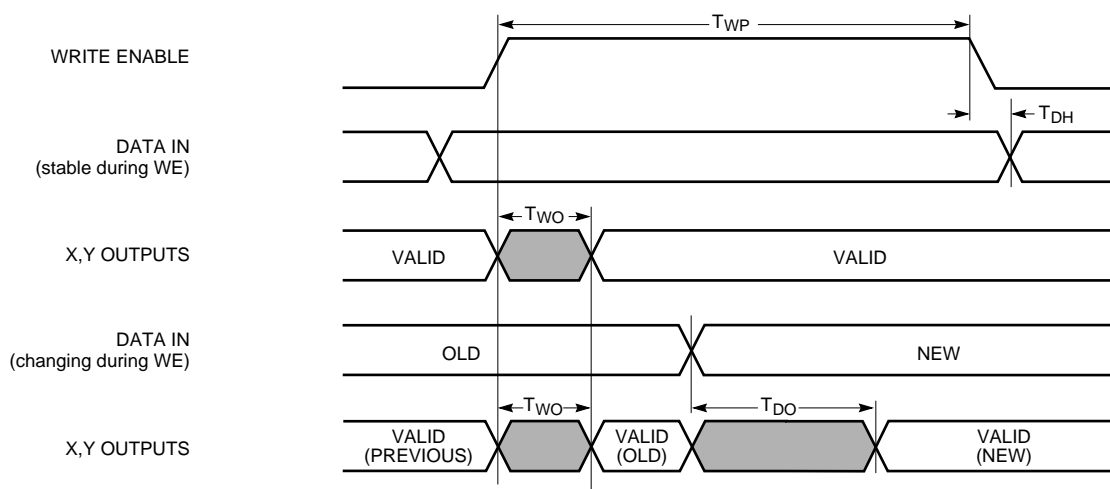 T_WP
WRITE ENABLE
T_DH
DATA IN
(stable during WE)
T_WO
X,Y OUTPUTS
VALID
VALID
DATA IN
(changing during WE)
OLD
NEW
T_WO
T_DO
X,Y OUTPUTS
VALID
(PREVIOUS)
VALID
(OLD)
VALID
(NEW)